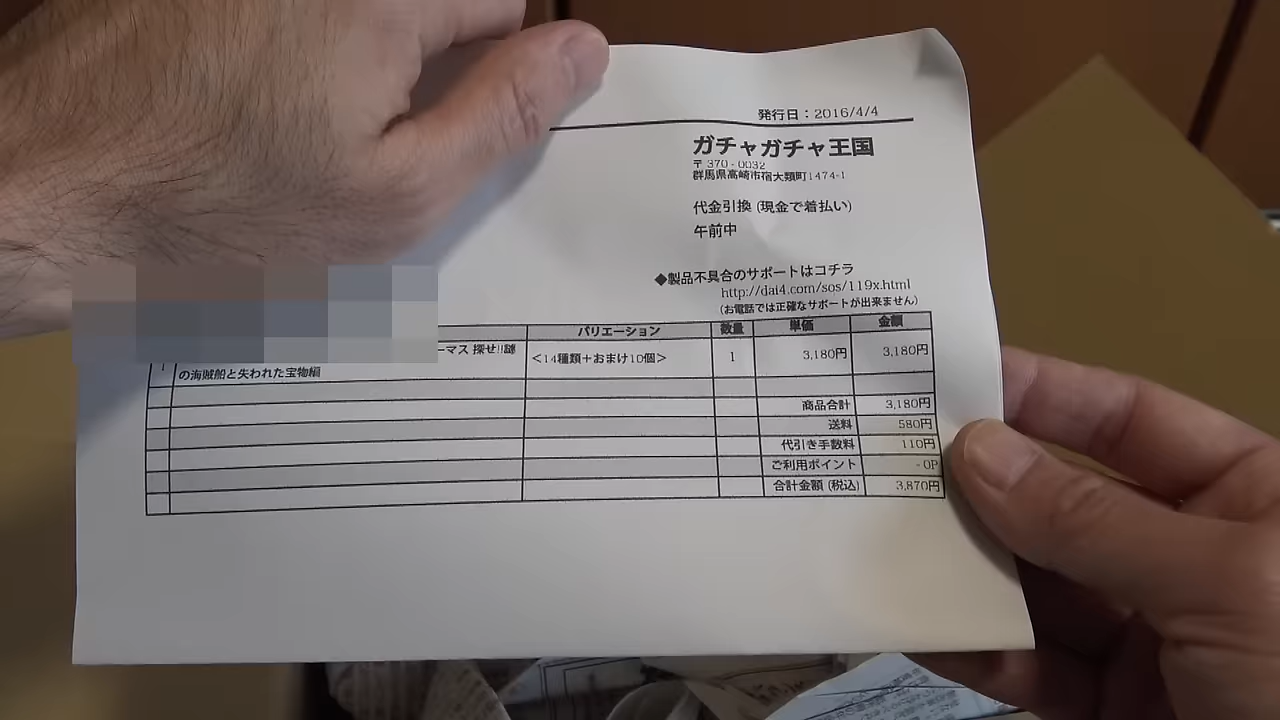 発行日：2016/4/4
ガチャガチャ王国
〒 370 - 0032
群馬県高崎市宿大類町1474-1
代金引換 (現金で着払い)
午前中
◆製品不具合のサポートはコチラ
http://dai4.com/sos/119x.html
(お電話では正確なサポートが出来ません)
バリエーション 数量 単価 金額
1 ーマス 探せ!!謎の海賊船と失われた宝物編 <14種類＋おまけ10個> 1 3,180円 3,180円
商品合計 3,180円
送料 580円
代引き手数料 110円
ご利用ポイント - 0P
合計金額 (税込) 3,870円